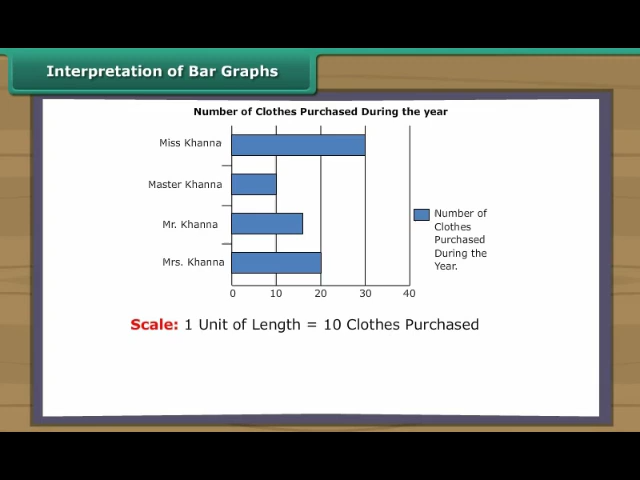 Interpretation of Bar Graphs
Number of Clothes Purchased During the year
Miss Khanna
Master Khanna
Mr. Khanna
Mrs. Khanna
0 10 20 30 40
Number of
Clothes
Purchased
During the
Year.
Scale: 1 Unit of Length = 10 Clothes Purchased